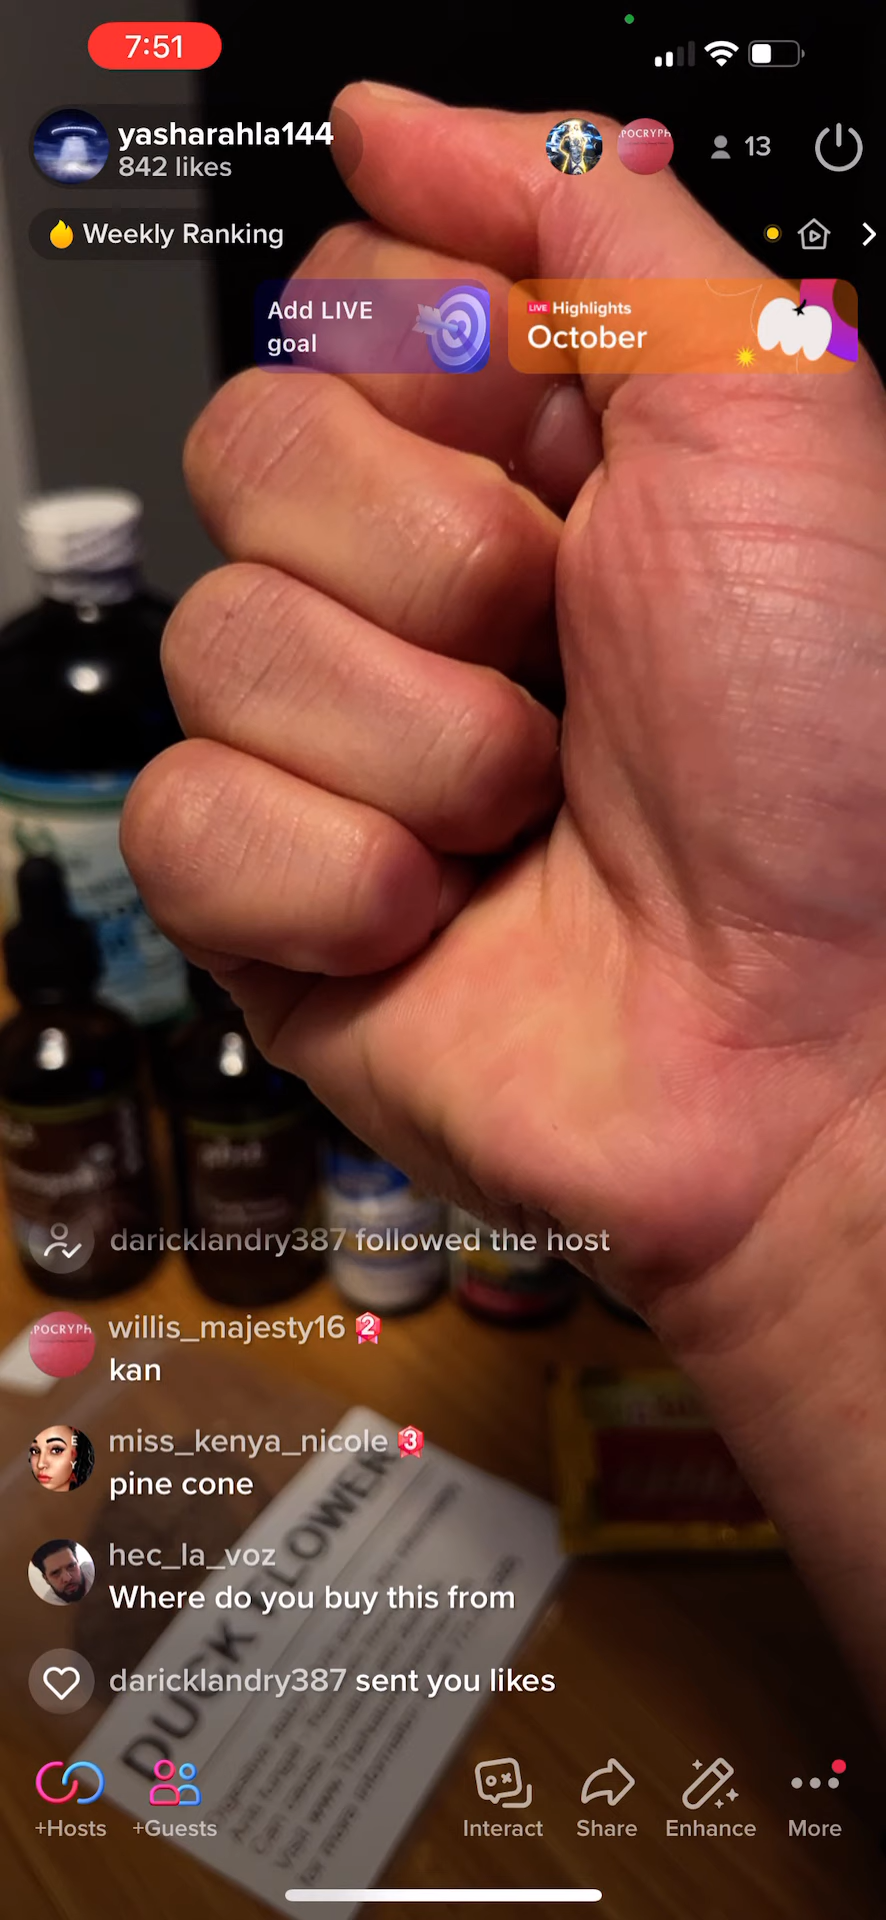 7:51
yasharahla144
842 likes
POCRYPH
13
Weekly Ranking
Add LIVE
goal
LIVE Highlights
October
daricklandry387 followed the host
POCRYPH
willis_majesty16 2
kan
miss_kenya_nicole 3
pine cone
hec_la_voz
Where do you buy this from
daricklandry387 sent you likes
DUCK FLOWER
+Hosts
+Guests
Interact
Share
Enhance
More